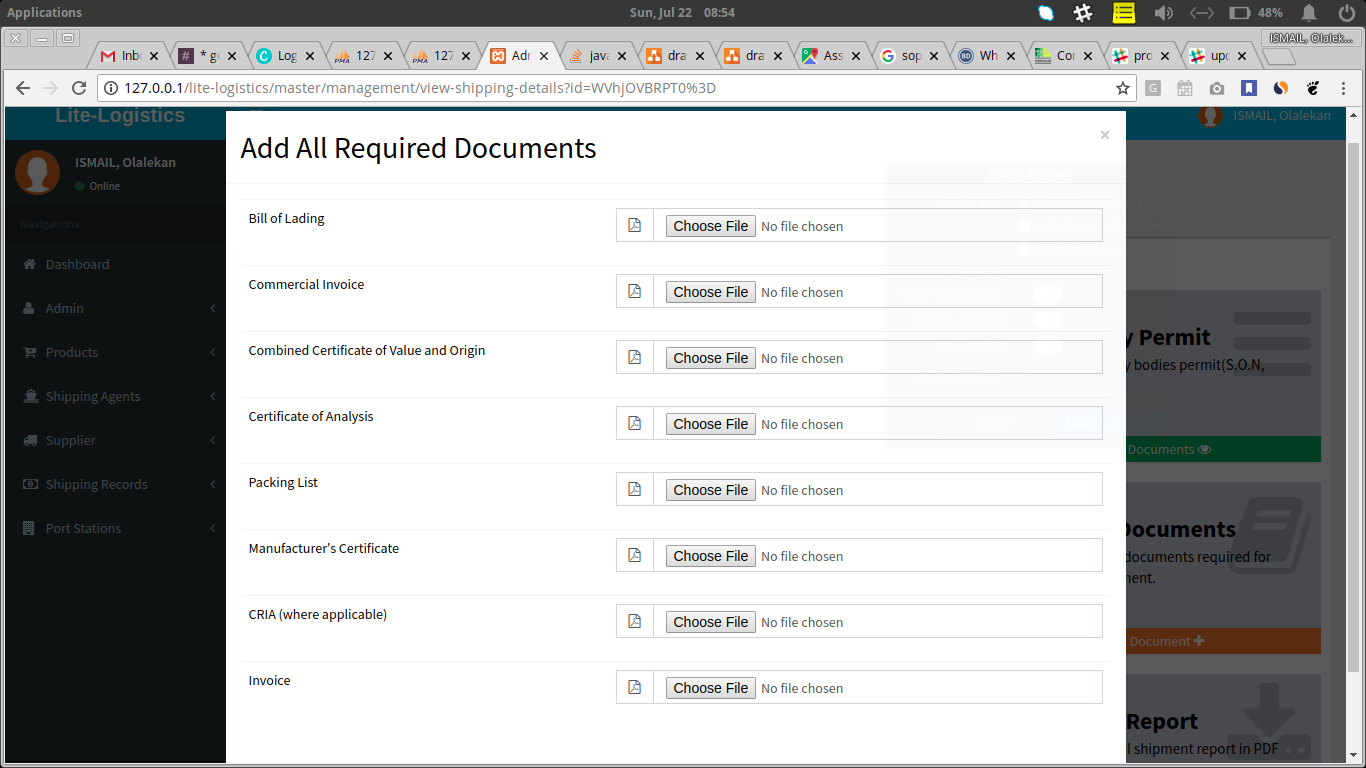 Applications
Sun, Jul 22 08:54
48%
ISMAIL, Olalek...
Inb
* g
Log
127
127
Adr
java
dra
dra
Ass
sop
Wh
Cor
pro
upc
127.0.0.1/lite-logistics/master/management/view-shipping-details?id=WVhjOVBRPT0%3D
Lite-Logistics
ISMAIL, Olalekan
ISMAIL, Olalekan
Online
Navigations
Dashboard
Admin
Products
Shipping Agents
Supplier
Shipping Records
Port Stations
Add All Required Documents
×
Bill of Lading
Choose File No file chosen
Commercial Invoice
Choose File No file chosen
Combined Certificate of Value and Origin
Choose File No file chosen
Certificate of Analysis
Choose File No file chosen
Packing List
Choose File No file chosen
Manufacturer's Certificate
Choose File No file chosen
CRIA (where applicable)
Choose File No file chosen
Invoice
Choose File No file chosen
y Permit
y bodies permit(S.O.N,
Documents
Documents
documents required for
ent.
Document
Report
l shipment report in PDF